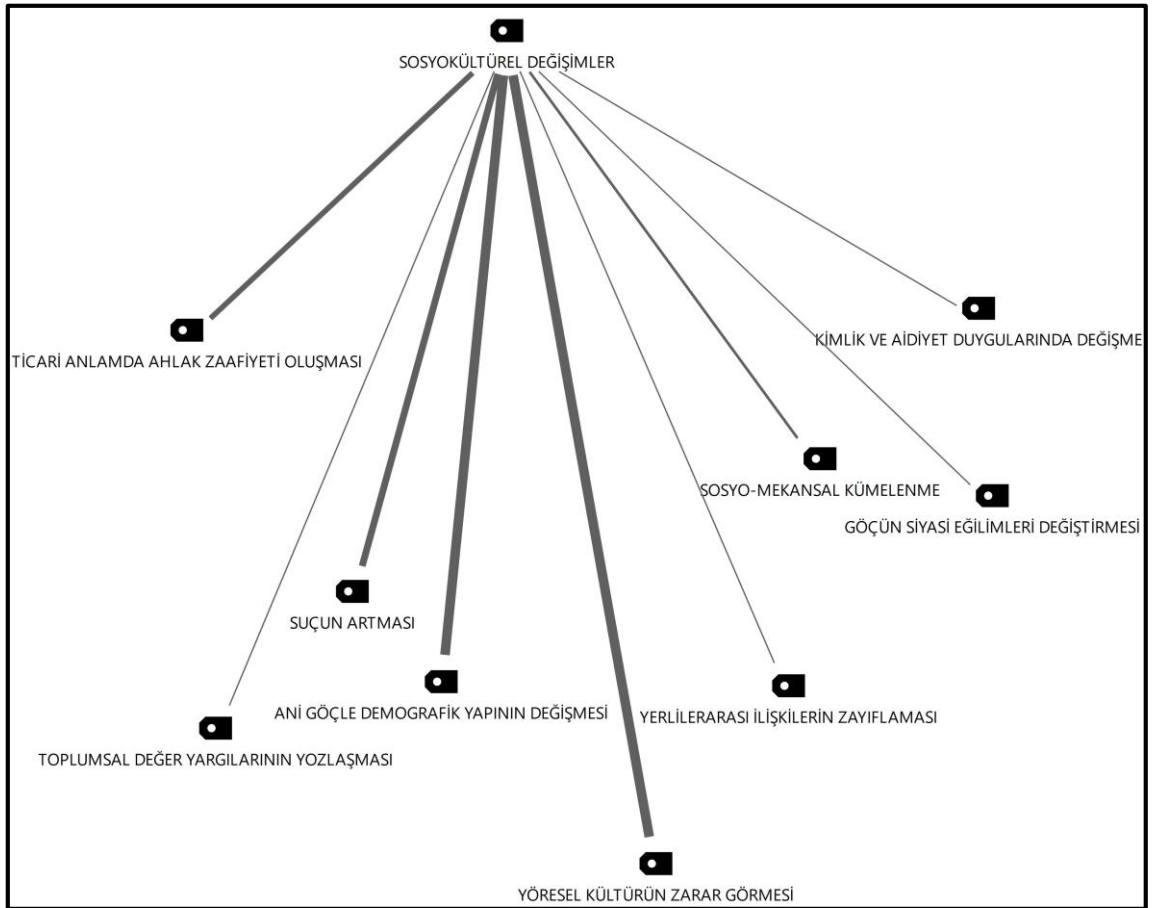 SOSYOKÜLTÜREL DEĞİŞİMLER
KİMLİK VE AİDİYET DUYGULARINDA DEĞİŞME
TİCARİ ANLAMDA AHLAK ZAAFİYETİ OLUŞMASI
SOSYO-MEKANSAL KÜMELENME
GÖÇÜN SİYASİ EĞİLİMLERİ DEĞİŞTİRMESİ
SUÇUN ARTMASI
ANİ GÖÇLE DEMOGRAFİK YAPININ DEĞİŞMESİ
YERLİLERARASI İLİŞKİLERİN ZAYIFLAMASI
TOPLUMSAL DEĞER YARGILARININ YOZLAŞMASI
YÖRESEL KÜLTÜRÜN ZARAR GÖRMESİ